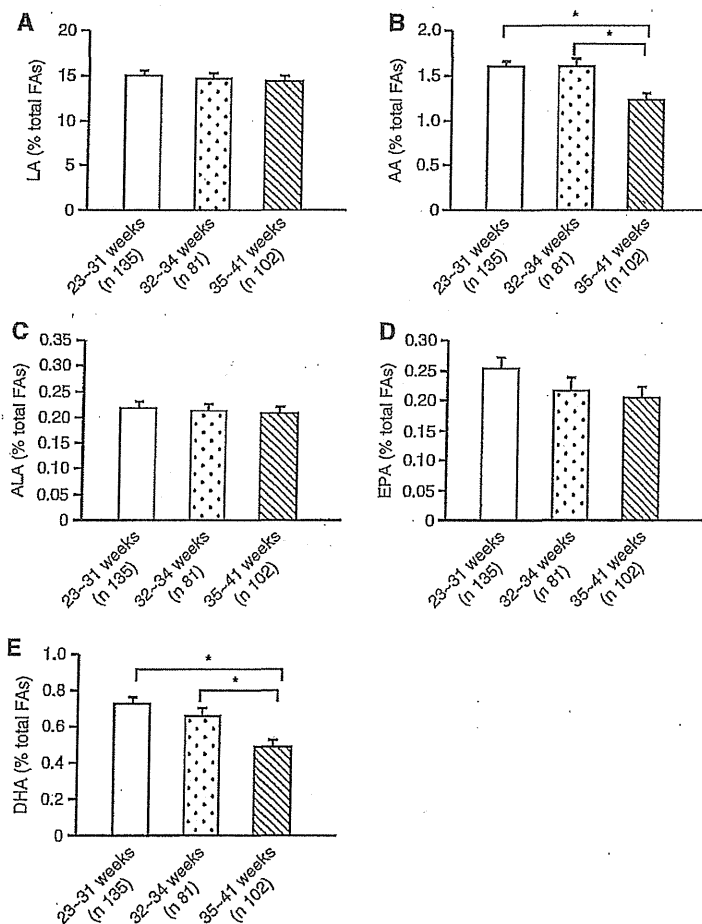 A
LA (% total FAs)
20
15
10
5
0
23~31 weeks
(n 135)
32~34 weeks
(n 81)
35~41 weeks
(n 102)
B
AA (% total FAs)
2.0
1.5
1.0
0.5
0
*
*
23~31 weeks
(n 135)
32~34 weeks
(n 81)
35~41 weeks
(n 102)
C
ALA (% total FAs)
0.35
0.30
0.25
0.20
0.15
0.10
0.05
0
23~31 weeks
(n 135)
32~34 weeks
(n 81)
35~41 weeks
(n 102)
D
EPA (% total FAs)
0.30
0.25
0.20
0.15
0.10
0.05
0
23~31 weeks
(n 135)
32~34 weeks
(n 81)
35~41 weeks
(n 102)
E
DHA (% total FAs)
1.0
0.8
0.6
0.4
0.2
0
*
*
23~31 weeks
(n 135)
32~34 weeks
(n 81)
35~41 weeks
(n 102)